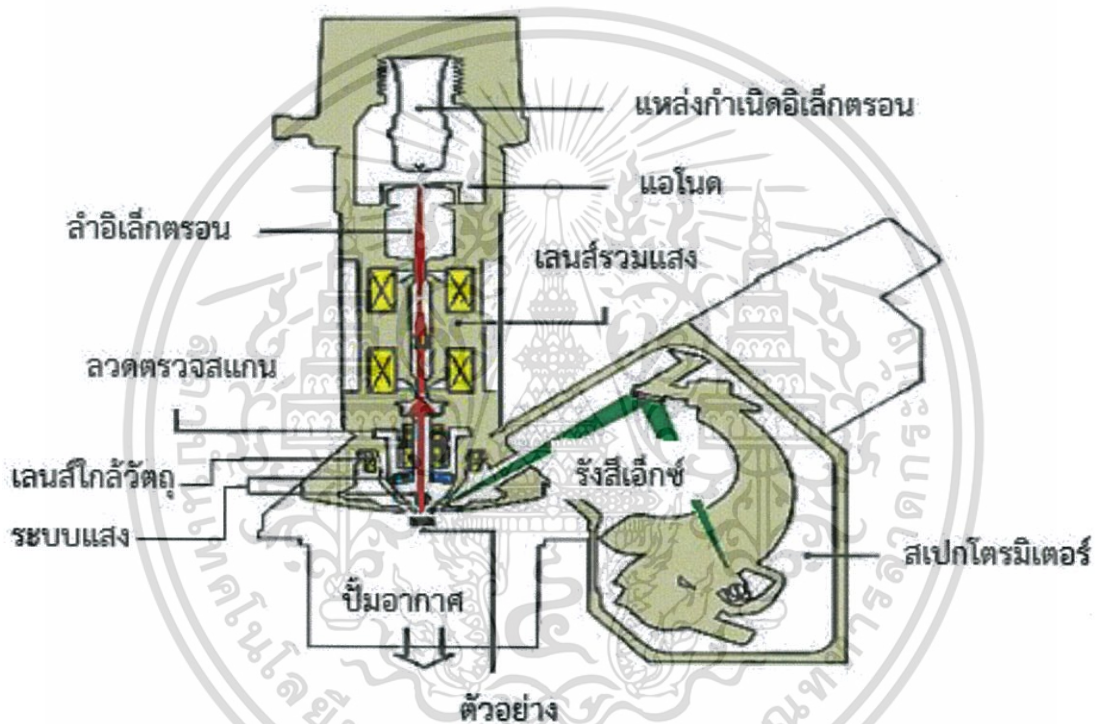 แหล่งกำเนิดอิเล็กตรอน
แอโนด
ลำอิเล็กตรอน
เลนส์รวมแสง
ลวดตรวจสแกน
เลนส์ใกล้วัตถุ
รังสีเอ็กซ์
ระบบแสง
สเปกโตรมิเตอร์
ปั๊มอากาศ
ตัวอย่าง